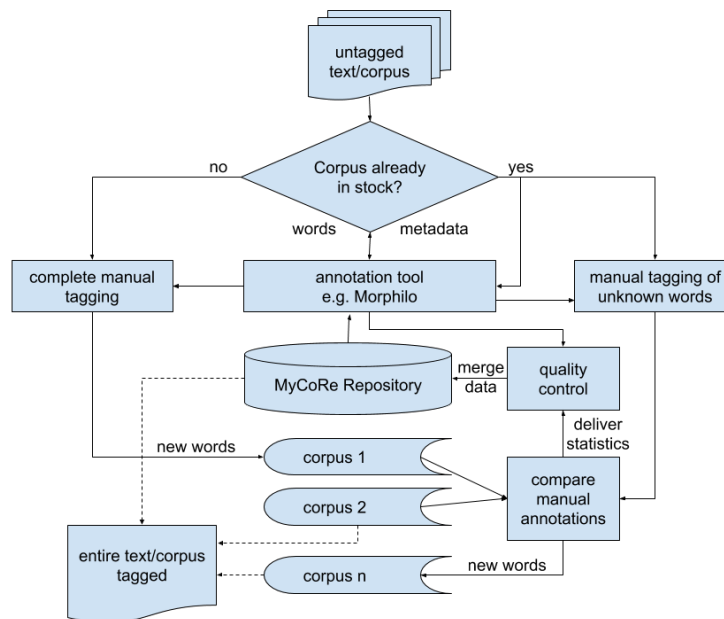 untagged
text/corpus
no
Corpus already
in stock?
yes
words
metadata
complete manual
tagging
annotation tool
e.g. Morphilo
manual tagging of
unknown words
MyCoRe Repository
merge
data
quality
control
deliver
statistics
new words
corpus 1
compare
manual
annotations
corpus 2
entire text/corpus
tagged
corpus n
new words